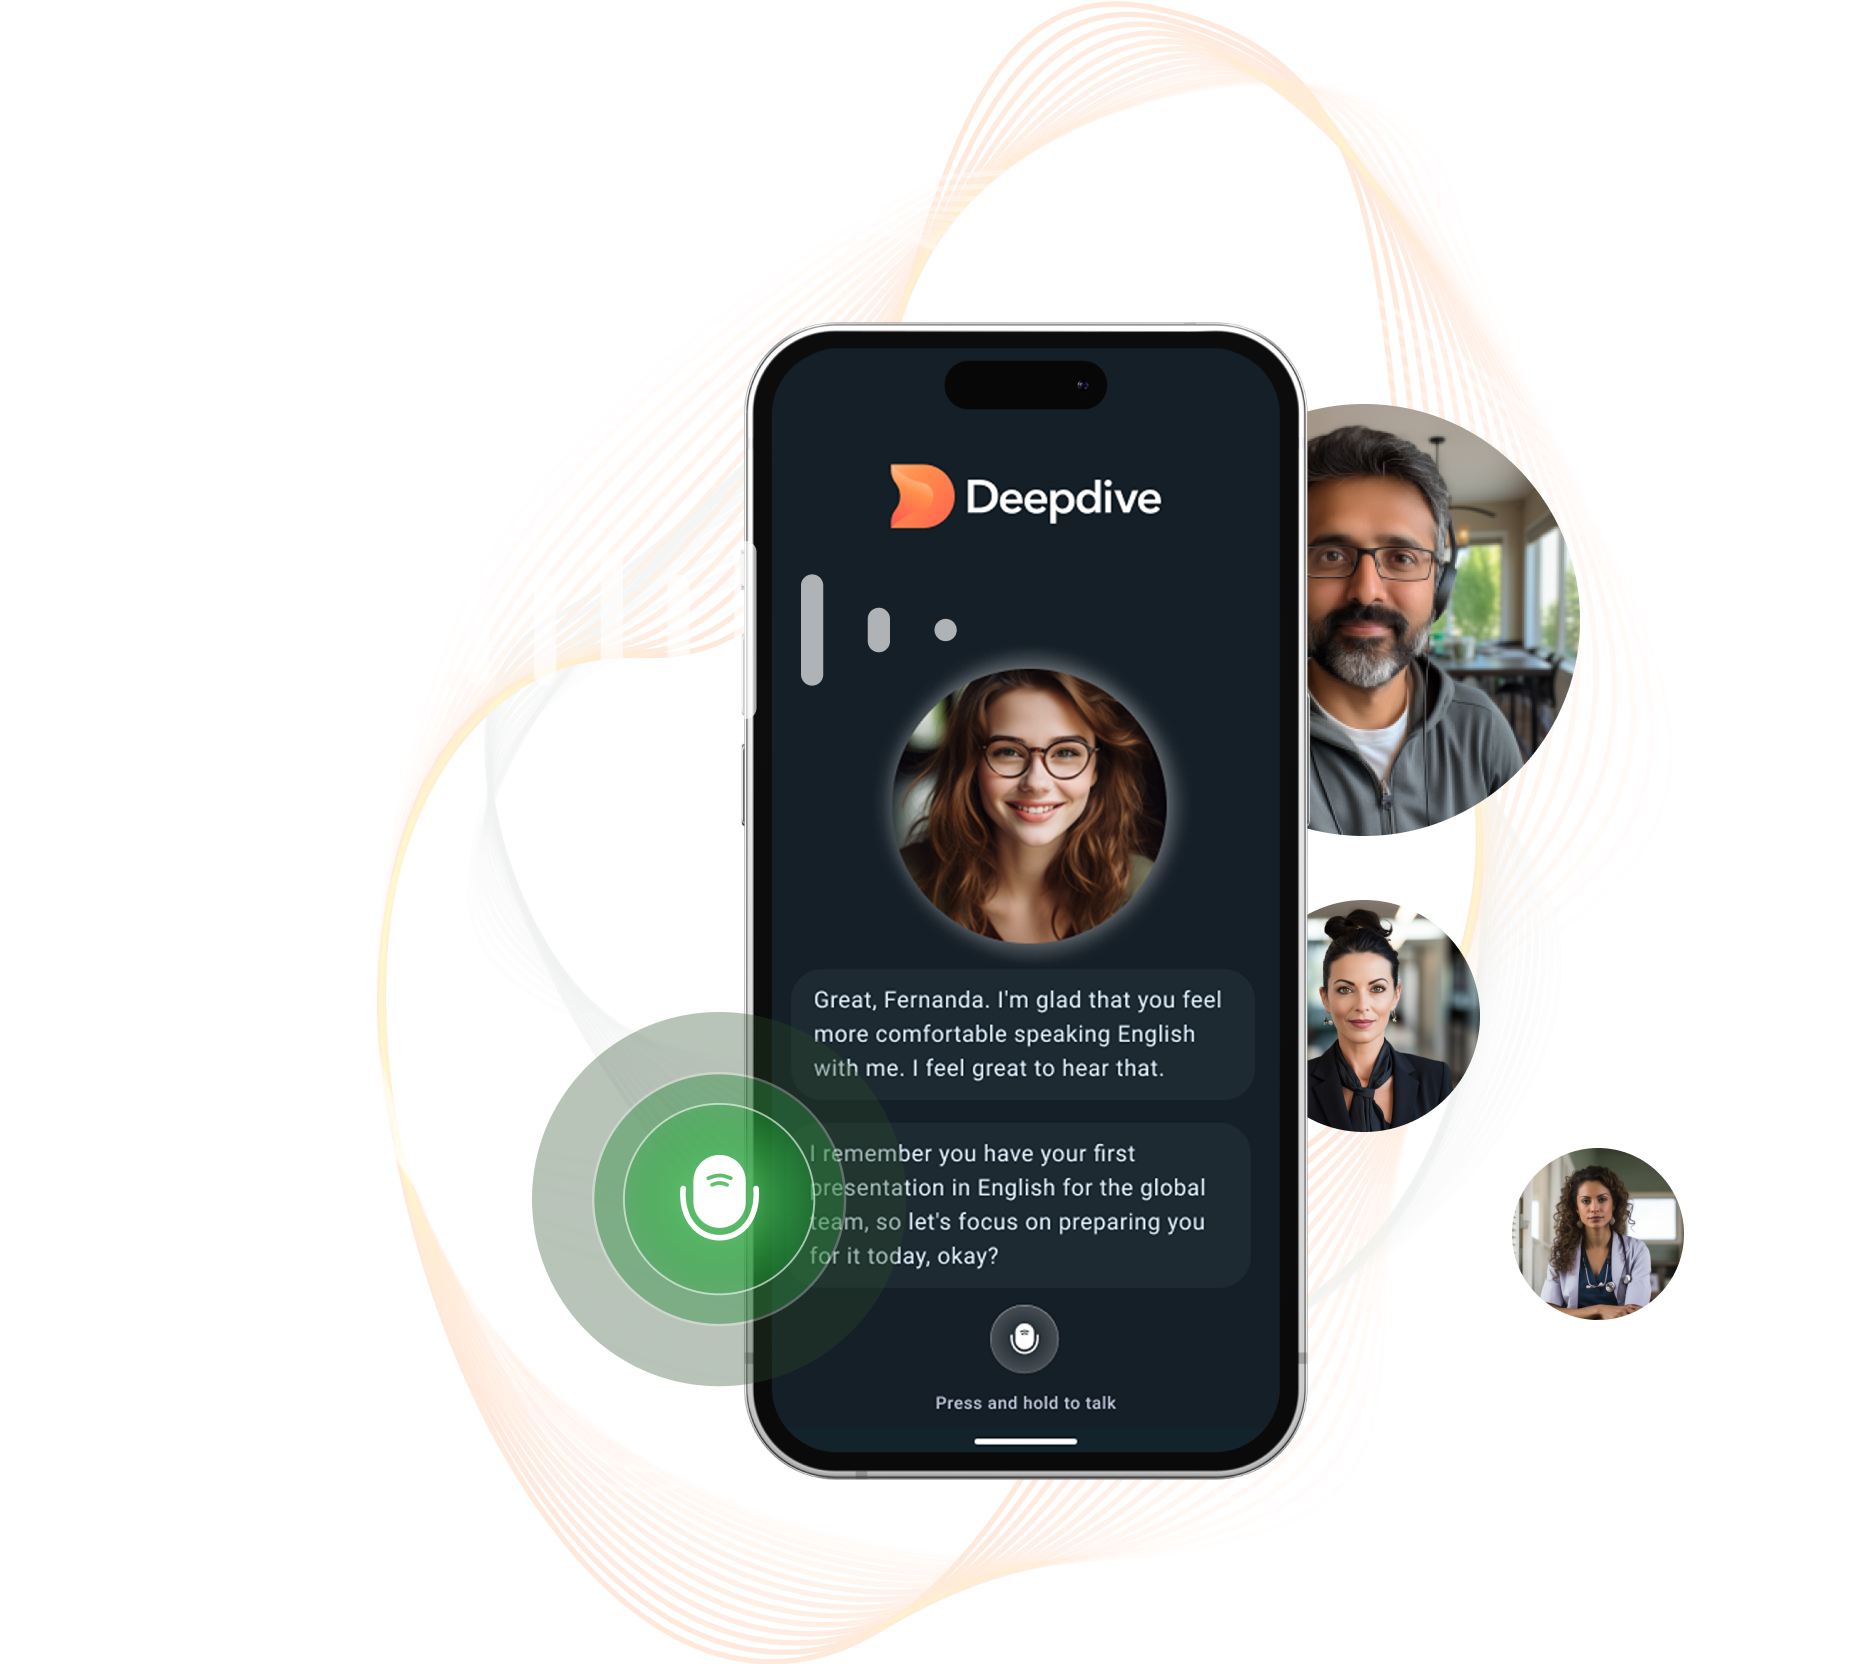 Deepdive
Great, Fernanda. I'm glad that you feel
more comfortable speaking English
with me. I feel great to hear that.
I remember you have your first
presentation in English for the global
team, so let's focus on preparing you
for it today, okay?
Press and hold to talk